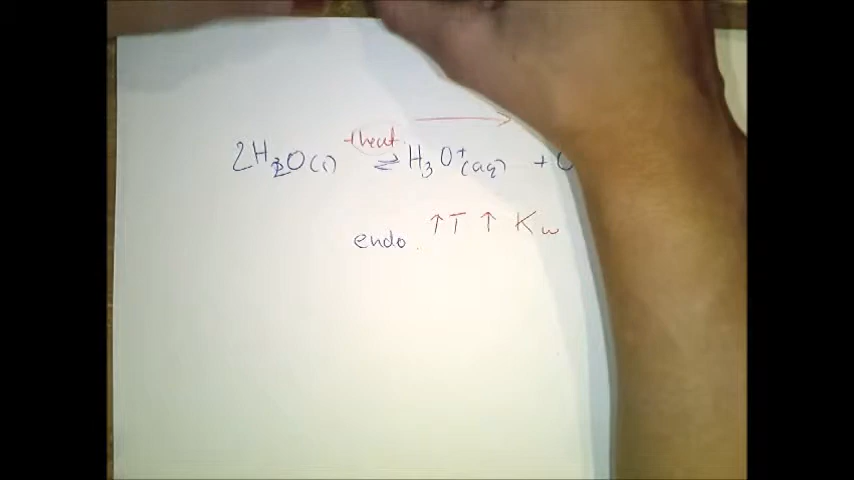 2H2O(l) + heat ⇌ H3O+(aq) +
endo ↑T ↑ Kw